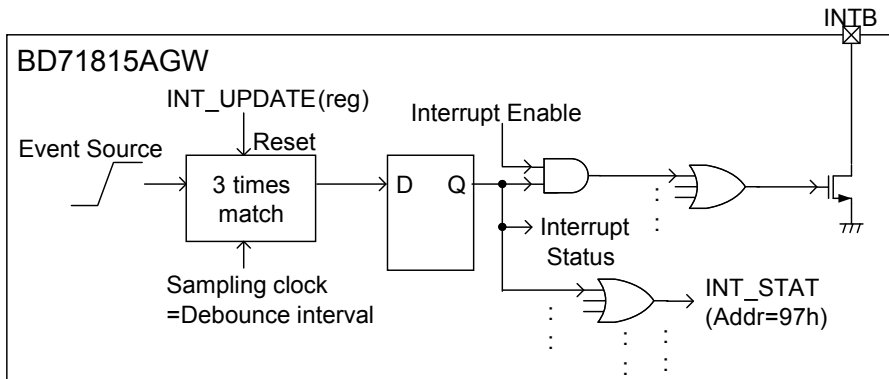 INTB
BD71815AGW
INT_UPDATE(reg)
Interrupt Enable
Event Source
Reset
3 times
match
D
Q
Interrupt
Status
Sampling clock
=Debounce interval
INT_STAT
(Addr=97h)